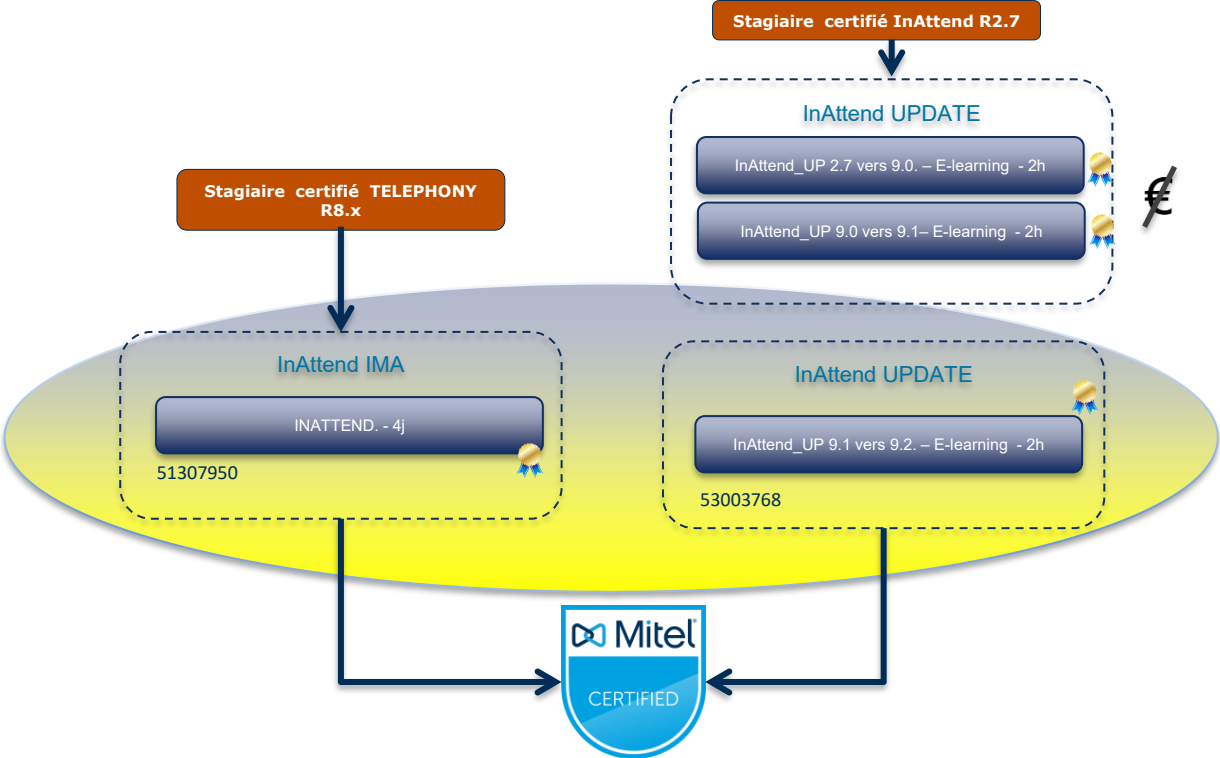 Stagiaire certifié InAttend R2.7
InAttend UPDATE
InAttend_UP 2.7 vers 9.0. – E-learning - 2h
InAttend_UP 9.0 vers 9.1– E-learning - 2h
€
Stagiaire certifié TELEPHONY
R8.x
InAttend IMA
INATTEND. - 4j
51307950
InAttend UPDATE
InAttend_UP 9.1 vers 9.2. – E-learning - 2h
53003768
Mitel
CERTIFIED